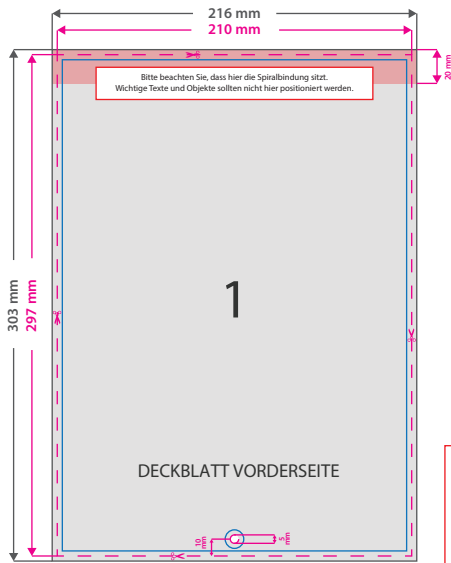 216 mm
210 mm
20 mm
Bitte beachten Sie, dass hier die Spiralbindung sitzt.
Wichtige Texte und Objekte sollten nicht hier positioniert werden.
303 mm
297 mm
1
DECKBLATT VORDERSEITE
10
mm
5
mm